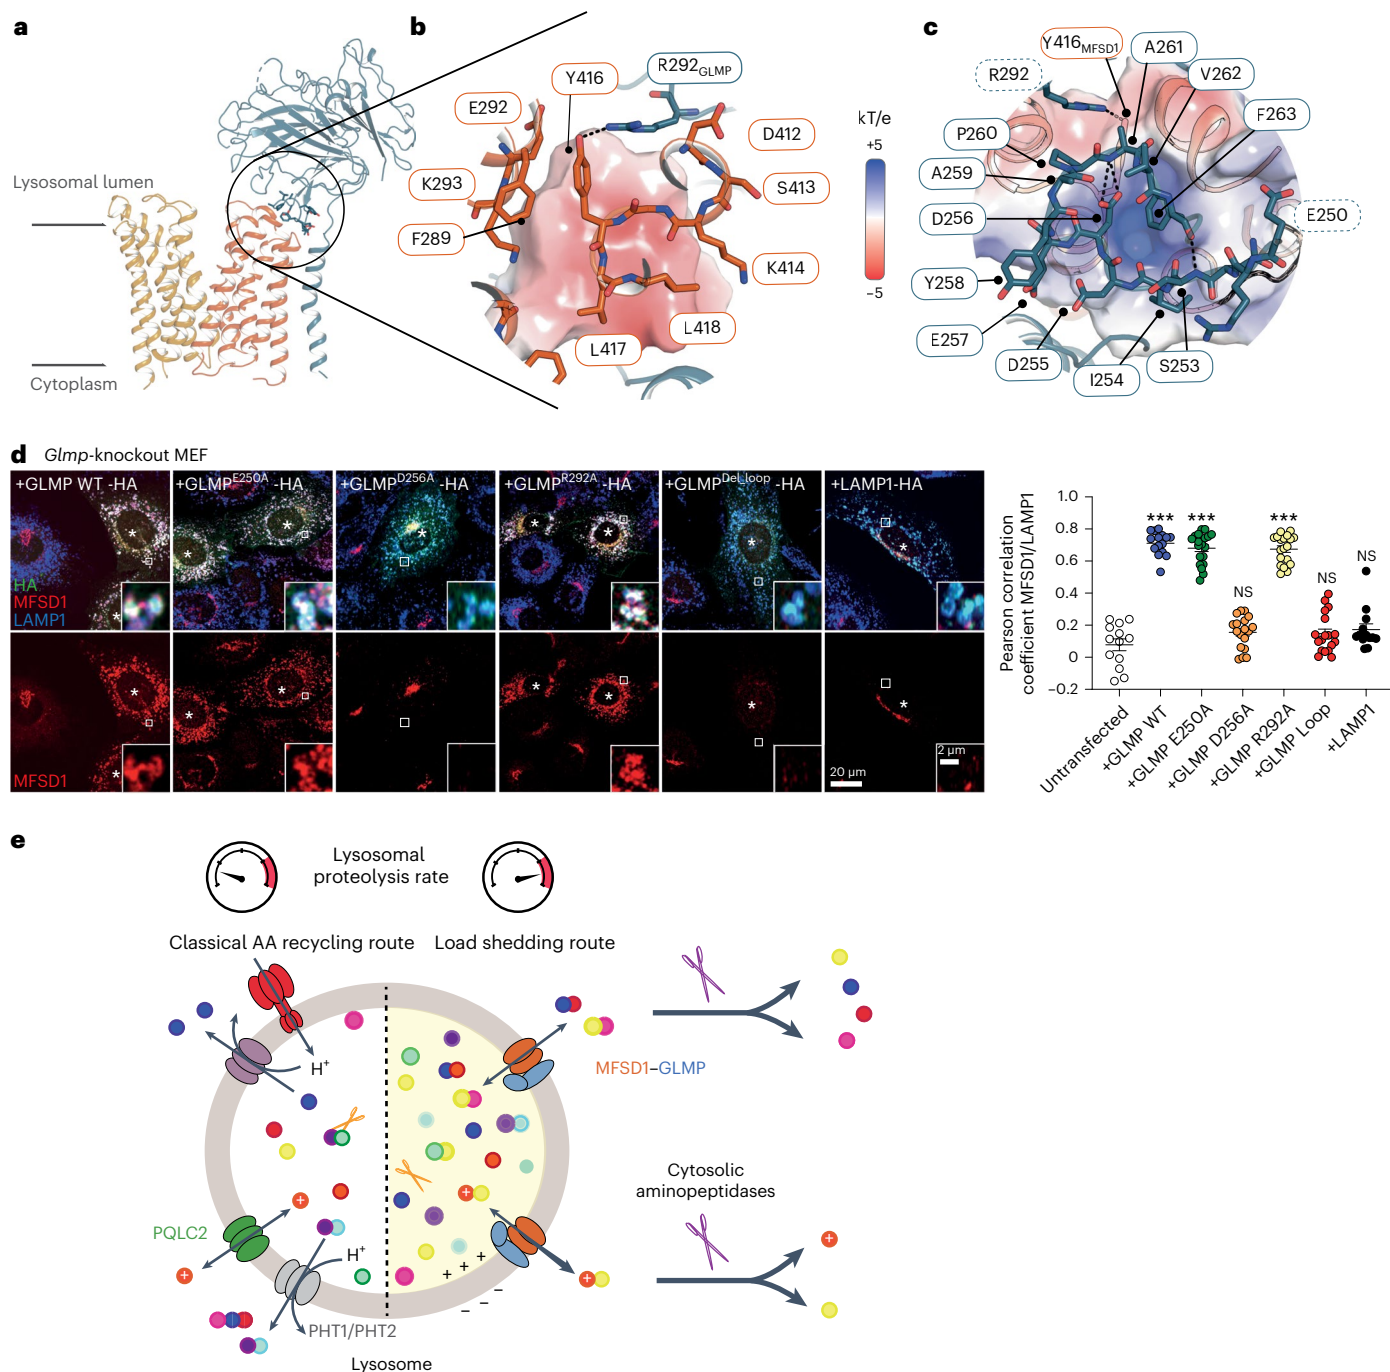 a
Lysosomal lumen
Cytoplasm
b
Y416
R292GLMP
E292
D412
K293
S413
F289
K414
L418
L417
kT/e
+5
−5
c
Y416MFSD1
A261
R292
V262
P260
F263
A259
D256
E250
Y258
E257
D255
I254
S253
d Glmp-knockout MEF
+GLMP WT -HA
+GLMPE250A -HA
+GLMPD256A -HA
+GLMPR292A -HA
+GLMPDel loop -HA
+LAMP1-HA
HA
MFSD1
LAMP1
MFSD1
20 μm
2 μm
Pearson correlation
coefficient MFSD1/LAMP1
1.0
0.8
0.6
0.4
0.2
0
−0.2
***
***
NS
***
NS
NS
Untransfected
+GLMP WT
+GLMP E250A
+GLMP D256A
+GLMP R292A
+GLMP Loop
+LAMP1
e
Lysosomal
proteolysis rate
Classical AA recycling route
Load shedding route
H+
MFSD1–GLMP
PQLC2
H+
PHT1/PHT2
Cytosolic
aminopeptidases
Lysosome